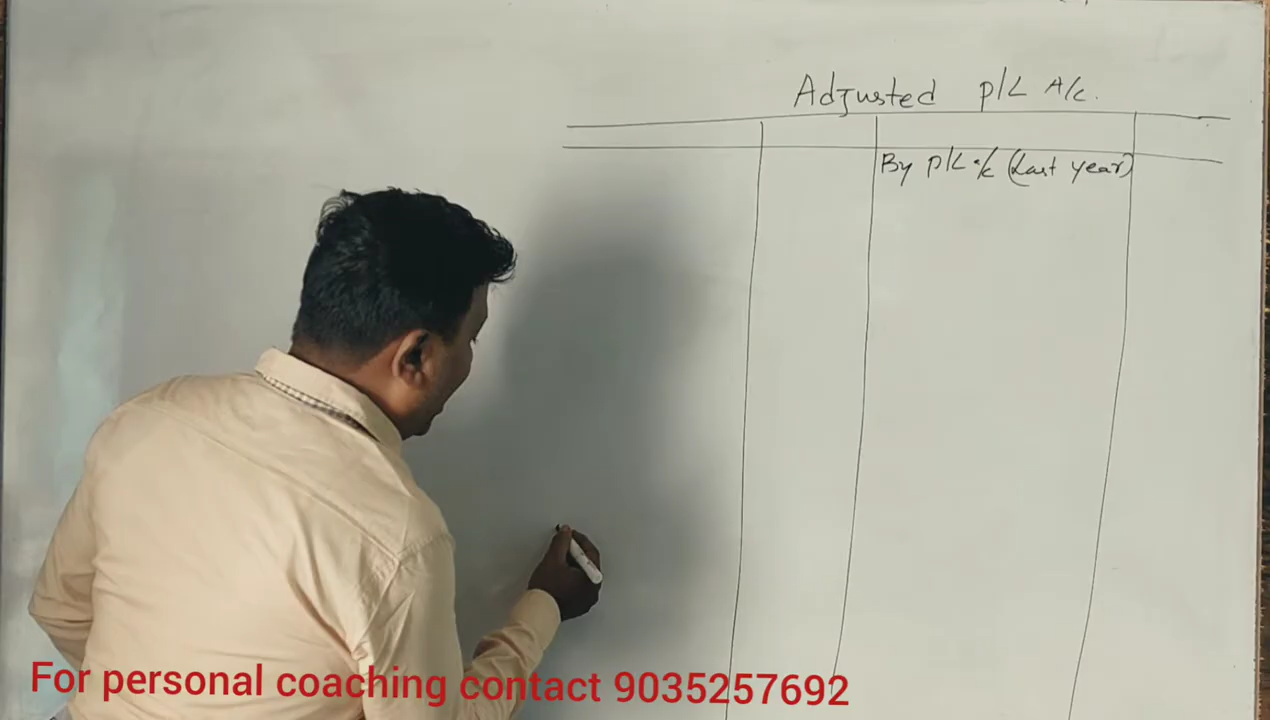 Adjusted P/L A/c.
By P/L a/c (Last year)
For personal coaching contact 9035257692